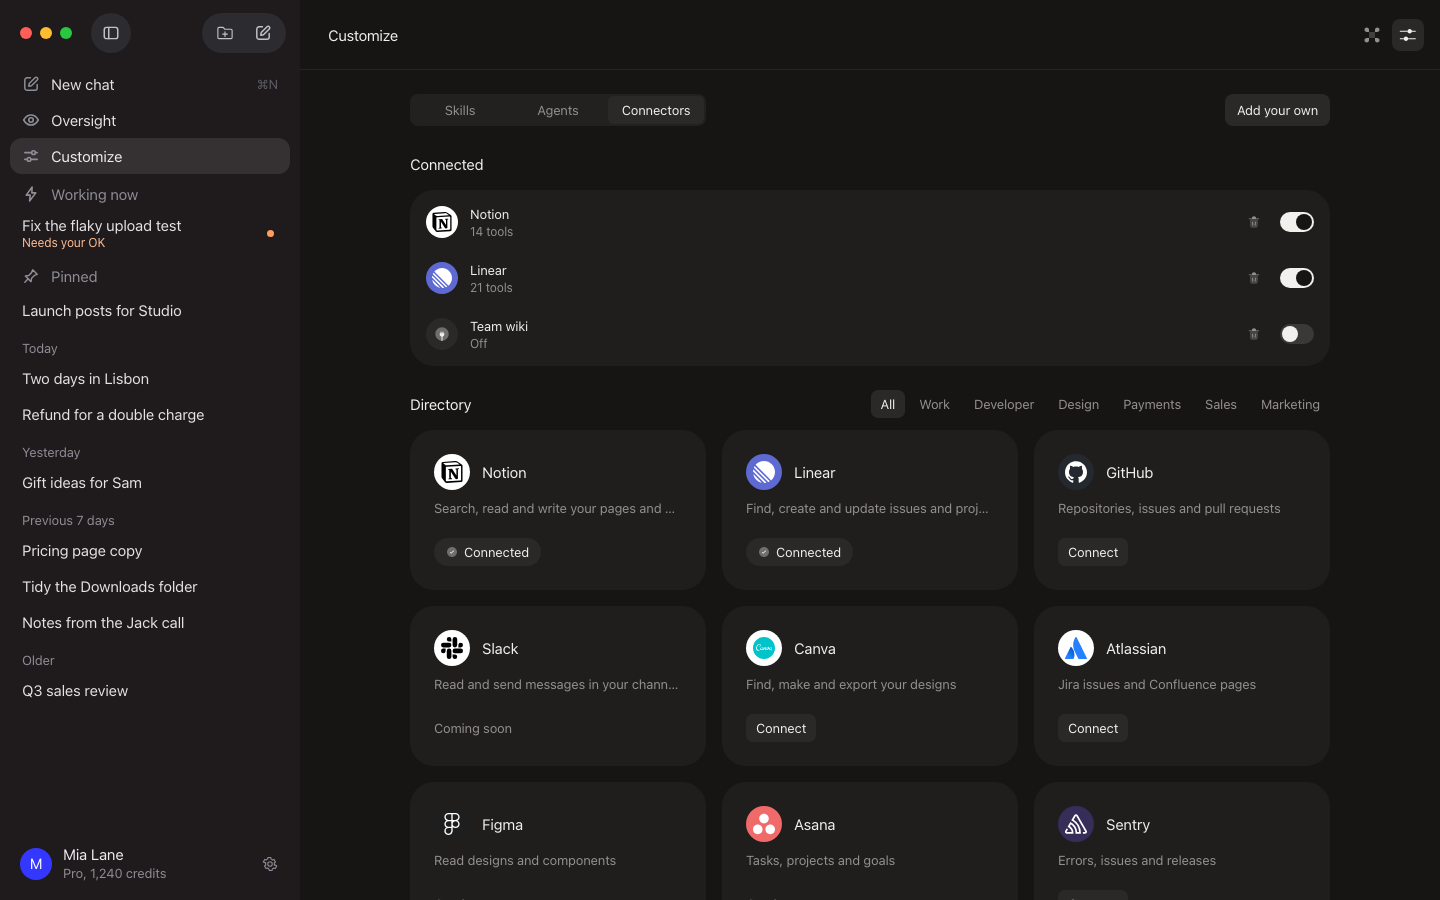 Customize
New chat
⌘N
Oversight
Customize
Working now
Fix the flaky upload test
Needs your OK
Pinned
Launch posts for Studio
Today
Two days in Lisbon
Refund for a double charge
Yesterday
Gift ideas for Sam
Previous 7 days
Pricing page copy
Tidy the Downloads folder
Notes from the Jack call
Older
Q3 sales review
M
Mia Lane
Pro, 1,240 credits
Skills Agents Connectors
Add your own
Connected
Notion
14 tools
Linear
21 tools
Team wiki
Off
Directory
All Work Developer Design Payments Sales Marketing
Notion
Search, read and write your pages and ...
Connected
Linear
Find, create and update issues and proj...
Connected
GitHub
Repositories, issues and pull requests
Connect
Slack
Read and send messages in your chann...
Coming soon
Canva
Canva
Find, make and export your designs
Connect
Atlassian
Jira issues and Confluence pages
Connect
Figma
Read designs and components
Asana
Tasks, projects and goals
Sentry
Errors, issues and releases